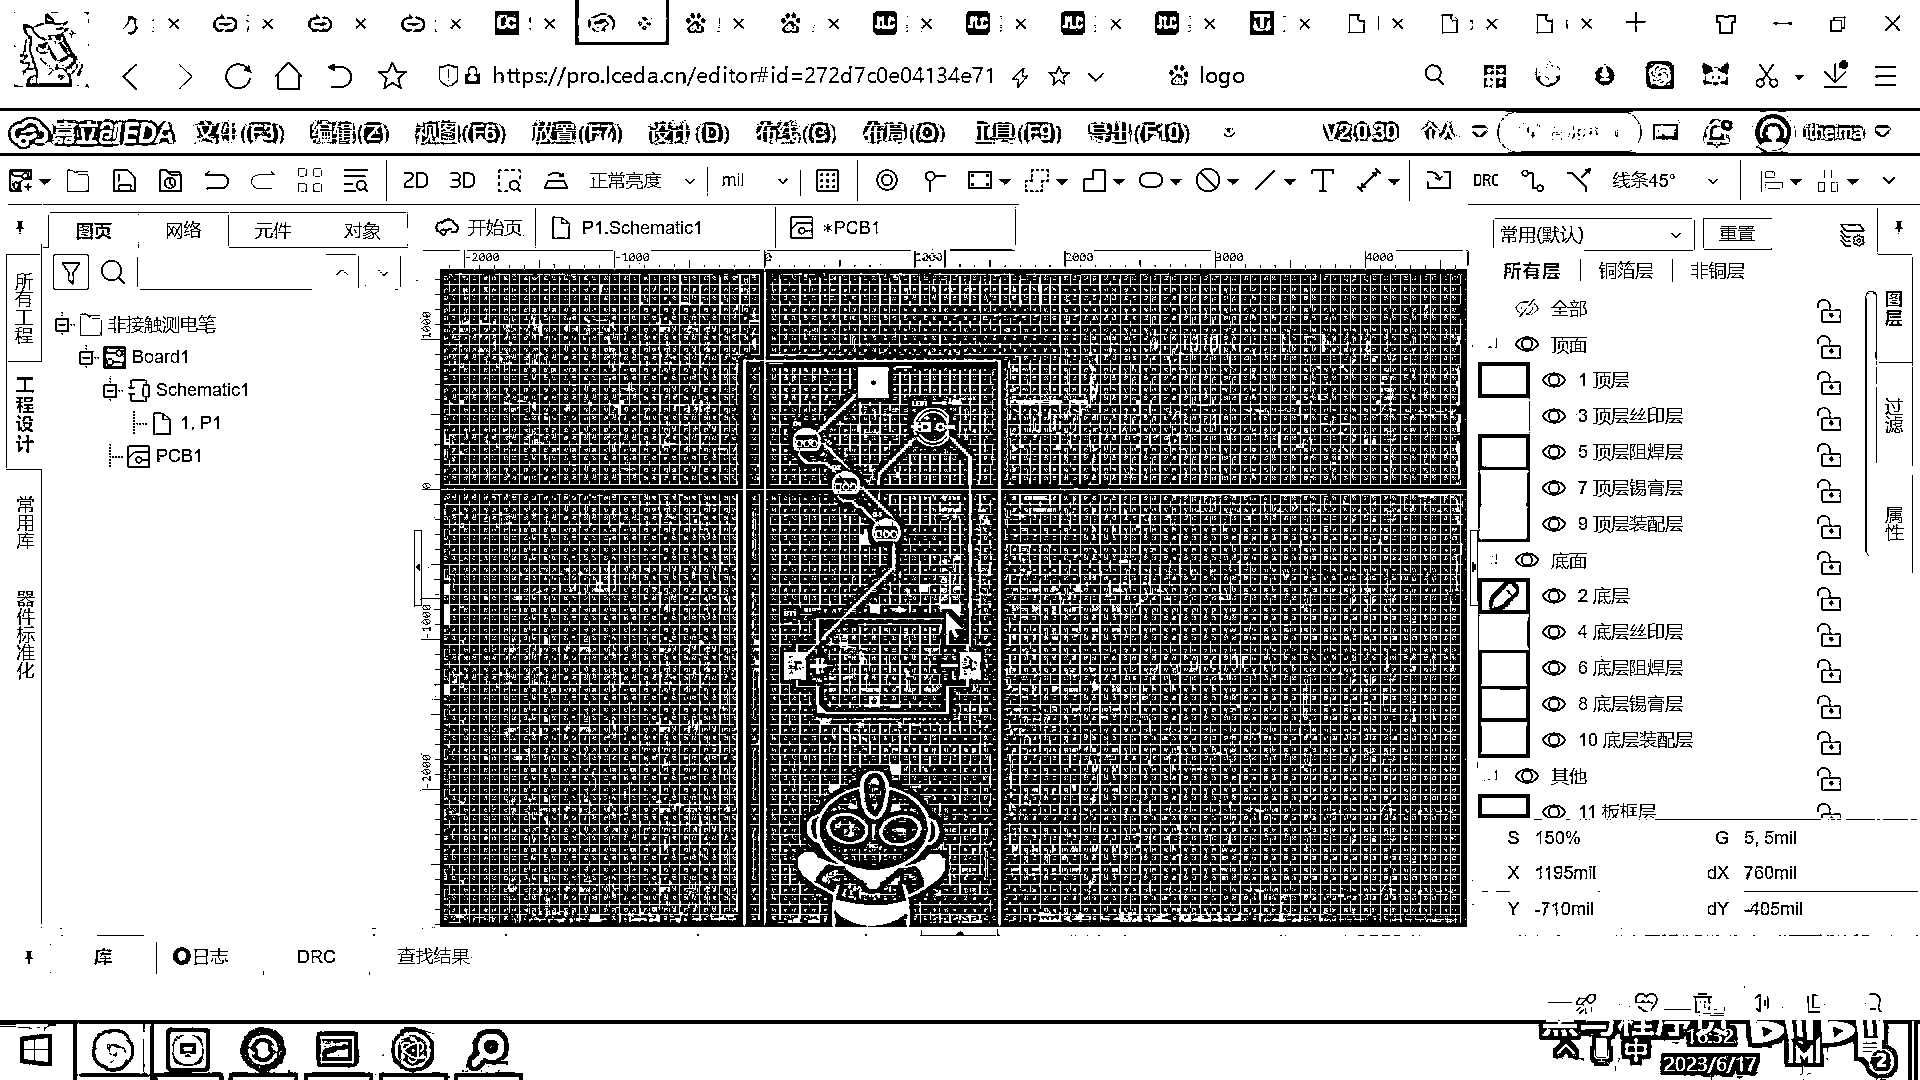 https://pro.lceda.cn/editor#id=272d7c0e04134e71
logo
嘉立创EDA 文件(F3) 编辑(Z) 视图(F6) 放置(F7) 设计(D) 布线(C) 布局(O) 工具(F9) 导出(F10)
V2.0.30 个人
2D 3D 正常亮度 mil DRC 线条45°
图页 网络 元件 对象
开始页 P1.Schematic1 *PCB1
常用(默认) 重置
-2000 -1000 0 1000 2000 3000 4000
所有层 铜箔层 非铜层
全部
非接触测电笔
顶面
Board1
1 顶层
Schematic1
3 顶层丝印层
1. P1
5 顶层阻焊层
PCB1
7 顶层锡膏层
9 顶层装配层
底面
2 底层
4 底层丝印层
6 底层阻焊层
8 底层锡膏层
10 底层装配层
其他
11 板框层
所有工程
工程设计
常用库
器件标准化
1000
0
-1000
-2000
图层
过滤
属性
S 150% G 5, 5mil
X 1195mil dX 760mil
Y -710mil dY -405mil
库 日志 DRC 查找结果
中
16:52
2023/6/17
2